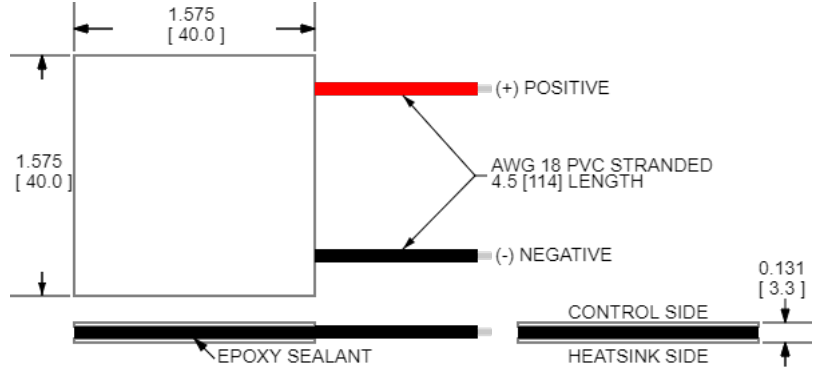 1.575
[ 40.0 ]
(+) POSITIVE
1.575
[ 40.0 ]
AWG 18 PVC STRANDED
4.5 [114] LENGTH
(-) NEGATIVE
0.131
[ 3.3 ]
CONTROL SIDE
EPOXY SEALANT
HEATSINK SIDE